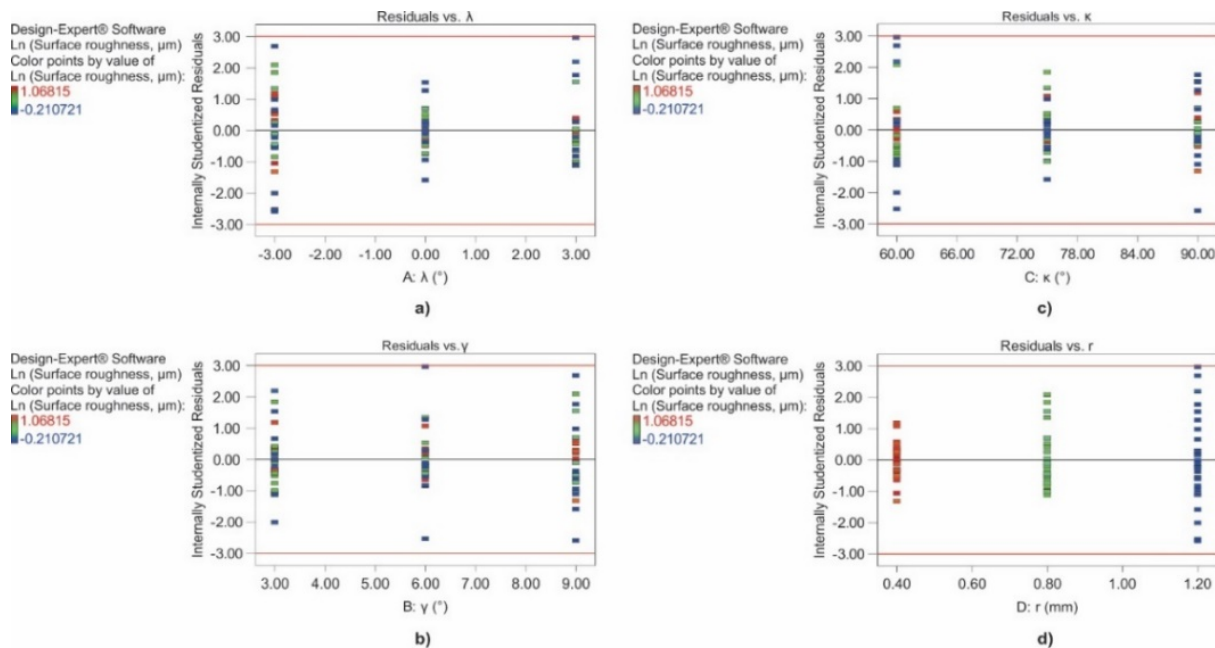 Design-Expert® Software
Ln (Surface roughness, µm)
Color points by value of
Ln (Surface roughness, µm):
1.06815
-0.210721
Residuals vs. λ
Internally Studentized Residuals
3.00
2.00
1.00
0.00
-1.00
-2.00
-3.00
-3.00 -2.00 -1.00 0.00 1.00 2.00 3.00
A: λ (°)
a)
Design-Expert® Software
Ln (Surface roughness, µm)
Color points by value of
Ln (Surface roughness, µm):
1.06815
-0.210721
Residuals vs. κ
Internally Studentized Residuals
3.00
2.00
1.00
0.00
-1.00
-2.00
-3.00
60.00 66.00 72.00 78.00 84.00 90.00
C: κ (°)
c)
Design-Expert® Software
Ln (Surface roughness, µm)
Color points by value of
Ln (Surface roughness, µm):
1.06815
-0.210721
Residuals vs.γ
Internally Studentized Residuals
3.00
2.00
1.00
0.00
-1.00
-2.00
-3.00
3.00 4.00 5.00 6.00 7.00 8.00 9.00
B: γ (°)
b)
Design-Expert® Software
Ln (Surface roughness, µm)
Color points by value of
Ln (Surface roughness, µm):
1.06815
-0.210721
Residuals vs. r
Internally Studentized Residuals
3.00
2.00
1.00
0.00
-1.00
-2.00
-3.00
0.40 0.60 0.80 1.00 1.20
D: r (mm)
d)